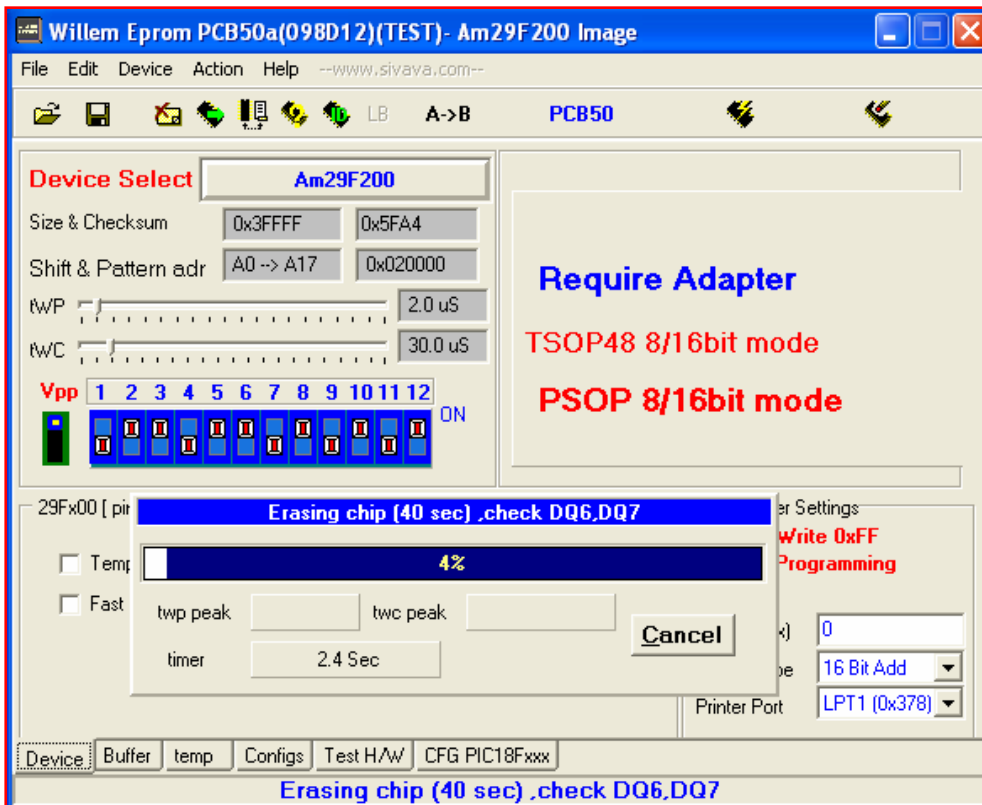 Willem Eprom PCB50a(098D12)(TEST)- Am29F200 Image
File Edit Device Action Help --www.sivava.com--
LB A->B PCB50
Device Select Am29F200
Size & Checksum 0x3FFFF 0x5FA4
Shift & Pattern adr A0 --> A17 0x020000
tWP 2.0 uS
tWC 30.0 uS
Vpp 1 2 3 4 5 6 7 8 9 10 11 12
ON
Require Adapter
TSOP48 8/16bit mode
PSOP 8/16bit mode
29Fx00 [ pin
Temp
Fast
Erasing chip (40 sec) ,check DQ6,DQ7
4%
twp peak twc peak
timer 2.4 Sec
Cancel
er Settings
Write 0xFF
Programming
0
16 Bit Add
Printer Port LPT1 (0x378)
Device Buffer temp Configs Test H/W CFG PIC18Fxxx
Erasing chip (40 sec) ,check DQ6,DQ7